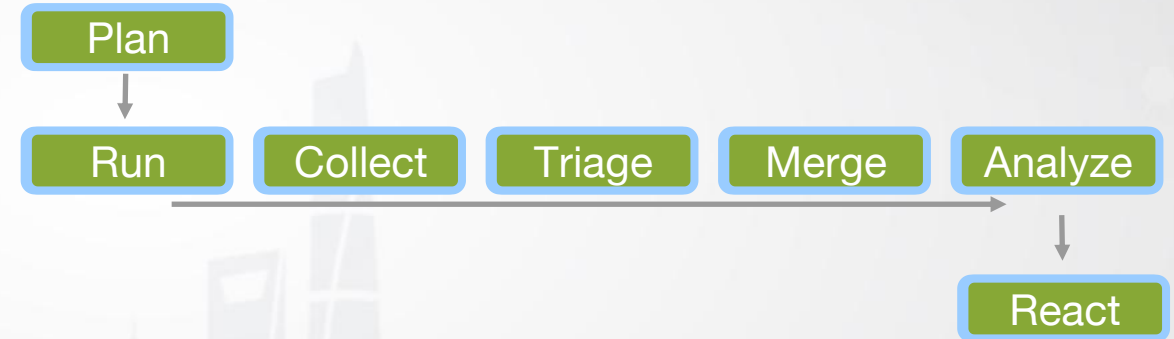 Plan
Run
Collect
Triage
Merge
Analyze
React